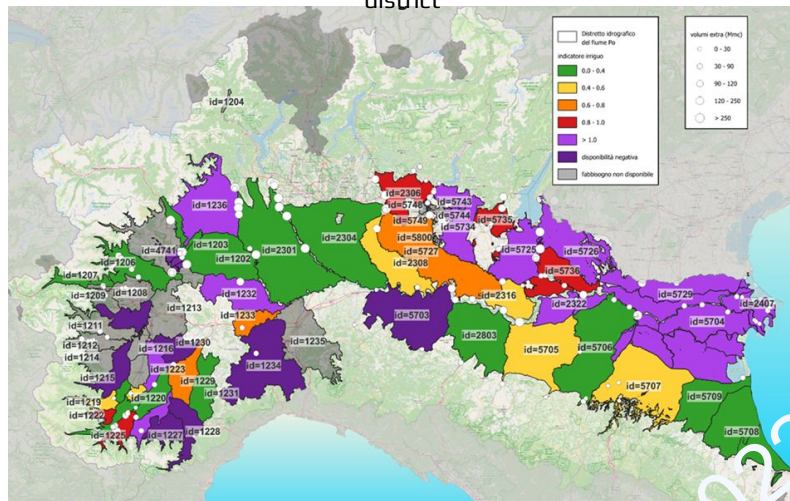 district
Distretto idrografico
del fiume Po
indicatore irriguo
0.0 - 0.4
0.4 - 0.6
0.6 - 0.8
0.8 - 1.0
> 1.0
disponibilità negativa
fabbisogno non disponibile
volumi extra (Mmc)
0 - 30
30 - 90
90 - 120
120 - 250
> 250
id=1204
id=2306
id=5748
id=5743
id=1236
id=5744
id=5735
id=5749
id=5734
id=5800
id=4741
id=1203
id=2301
id=2304
id=5725
id=5726
id=1206
id=1202
id=5727
id=2308
id=1207
id=5736
id=1209
id=1208
id=1232
id=2316
id=5729
id=2322
id=2407
id=1213
id=1233
id=5703
id=5704
id=1211
id=2803
id=1212
id=1216
id=1230
id=1235
id=5705
id=5706
id=1214
id=1223
id=1234
id=1215
id=1229
id=5707
id=1220
id=1231
id=1219
id=5709
id=1222
id=1225
id=1227
id=1228
id=5708